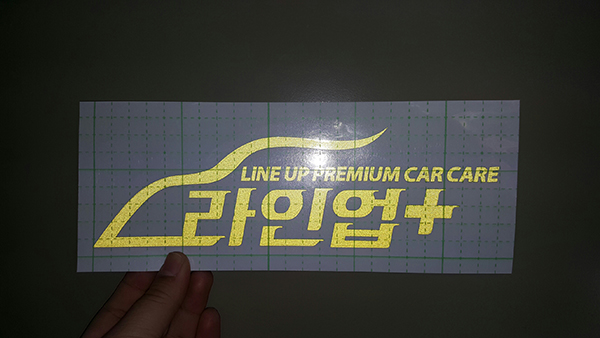 LINE UP PREMIUM CAR CARE
라인업+